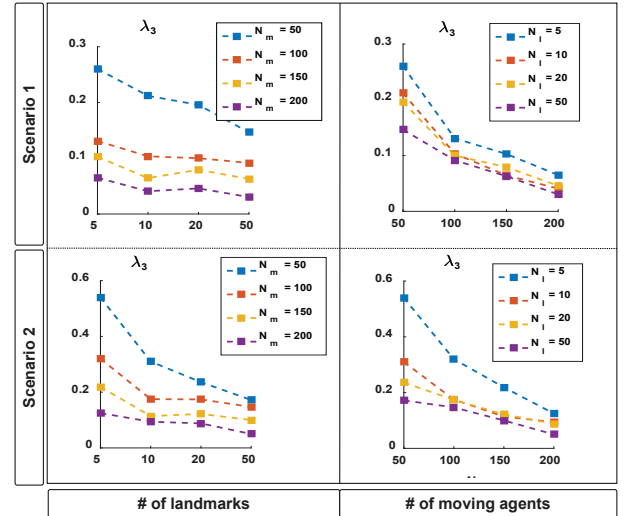 Scenario 1
λ3
0.3
0.2
0.1
0
5 10 20 50
N m = 50
N m = 100
N m = 150
N m = 200
λ3
0.3
0.2
0.1
0
50 100 150 200
N l = 5
N l = 10
N l = 20
N l = 50
Scenario 2
λ3
0.6
0.4
0.2
0
5 10 20 50
N m = 50
N m = 100
N m = 150
N m = 200
λ3
0.6
0.4
0.2
0
50 100 150 200
N l = 5
N l = 10
N l = 20
N l = 50
# of landmarks
# of moving agents